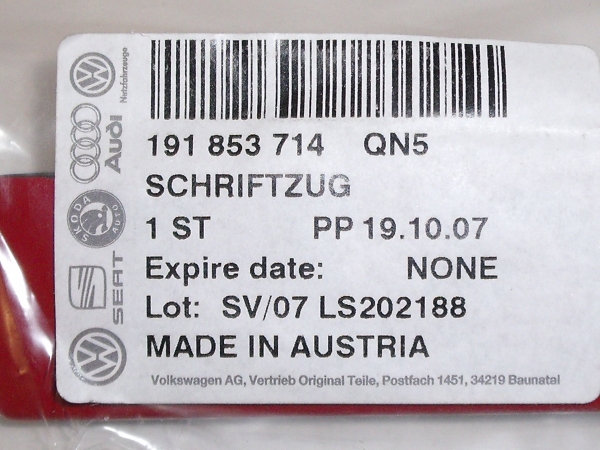 191 853 714 QN5
SCHRIFTZUG
1 ST PP 19.10.07
Expire date: NONE
Lot: SV/07 LS202188
MADE IN AUSTRIA
Volkswagen AG, Vertrieb Original Teile, Postfach 1451, 34219 Baunatal
Nutzfahrzeuge
Audi
SKODA
AUTO
SEAT